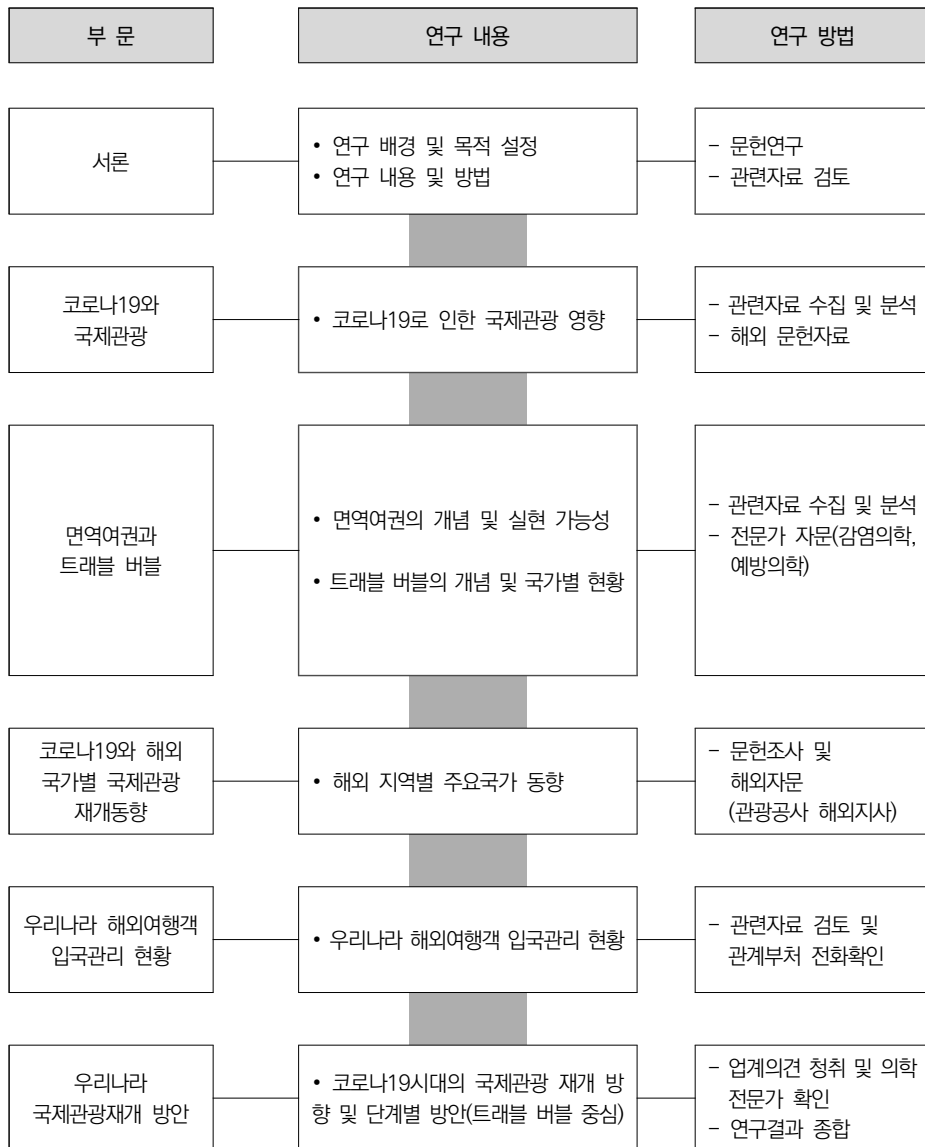 부 문
연구 내용
연구 방법
서론
• 연구 배경 및 목적 설정
• 연구 내용 및 방법
- 문헌연구
- 관련자료 검토
코로나19와
국제관광
• 코로나19로 인한 국제관광 영향
- 관련자료 수집 및 분석
- 해외 문헌자료
면역여권과
트래블 버블
• 면역여권의 개념 및 실현 가능성
• 트래블 버블의 개념 및 국가별 현황
- 관련자료 수집 및 분석
- 전문가 자문(감염의학,
예방의학)
코로나19와 해외
국가별 국제관광
재개동향
• 해외 지역별 주요국가 동향
- 문헌조사 및
해외자문
(관광공사 해외지사)
우리나라 해외여행객
입국관리 현황
• 우리나라 해외여행객 입국관리 현황
- 관련자료 검토 및
관계부처 전화확인
우리나라
국제관광재개 방안
• 코로나19시대의 국제관광 재개 방
향 및 단계별 방안(트래블 버블 중심)
- 업계의견 청취 및 의학
전문가 확인
- 연구결과 종합